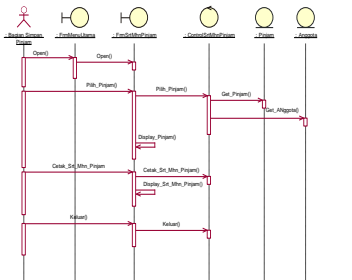 : Bagian Simpan
Pinjam
: FrmMenuUtama
: FrmSrtMhnPinjam
: ControlSrtMhnPinjam
: Pinjam
: Anggota
Open()
Open()
Pilih_Pinjam()
Pilih_Pinjam()
Get_Pinjam()
Get_ANggota()
Display_Pinjam()
Cetak_Srt_Mhn_Pinjam
Cetak_Srt_Mhn_Pinjam()
Display_Srt_Mhn_Pinjam()
Keluar()
Keluar()